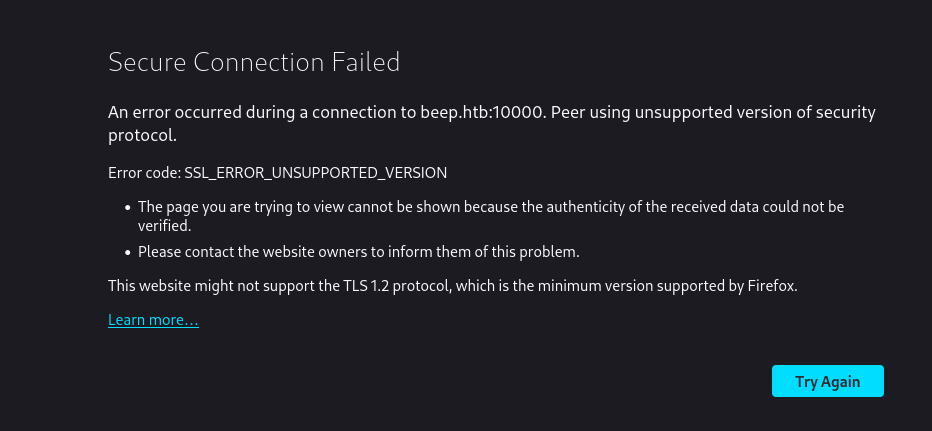 Secure Connection Failed
An error occurred during a connection to beep.htb:10000. Peer using unsupported version of security
protocol.
Error code: SSL_ERROR_UNSUPPORTED_VERSION
• The page you are trying to view cannot be shown because the authenticity of the received data could not be
verified.
• Please contact the website owners to inform them of this problem.
This website might not support the TLS 1.2 protocol, which is the minimum version supported by Firefox.
Learn more…
Try Again